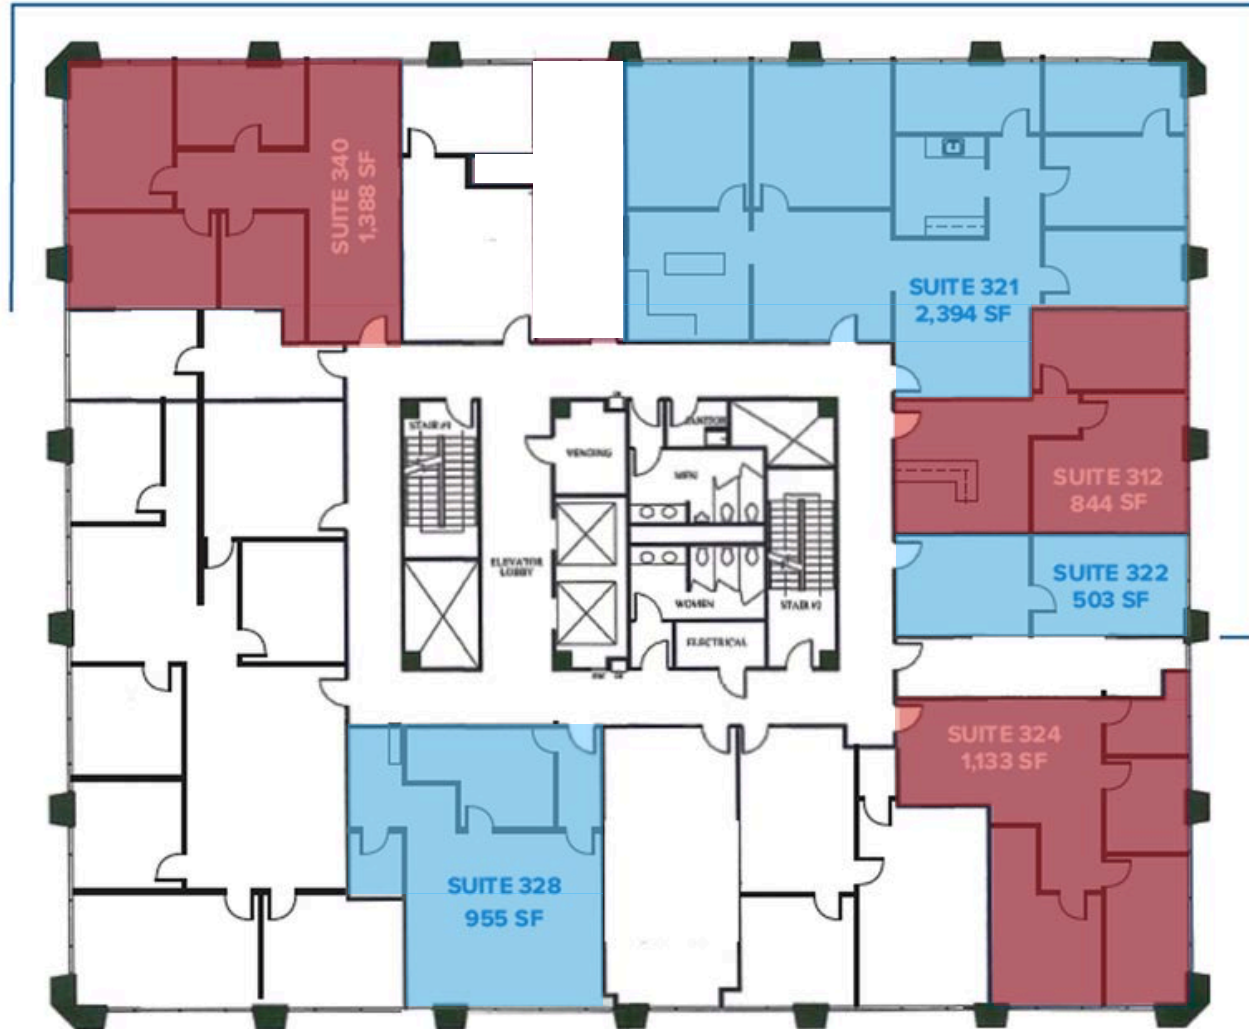 SUITE 340
1,388 SF
SUITE 321
2,394 SF
STAIR #1
VENDING
JANITOR
MEN
SUITE 312
844 SF
ELEVATOR
LOBBY
WOMEN
STAIR #2
ELECTRICAL
SUITE 322
503 SF
SUITE 324
1,133 SF
SUITE 328
955 SF